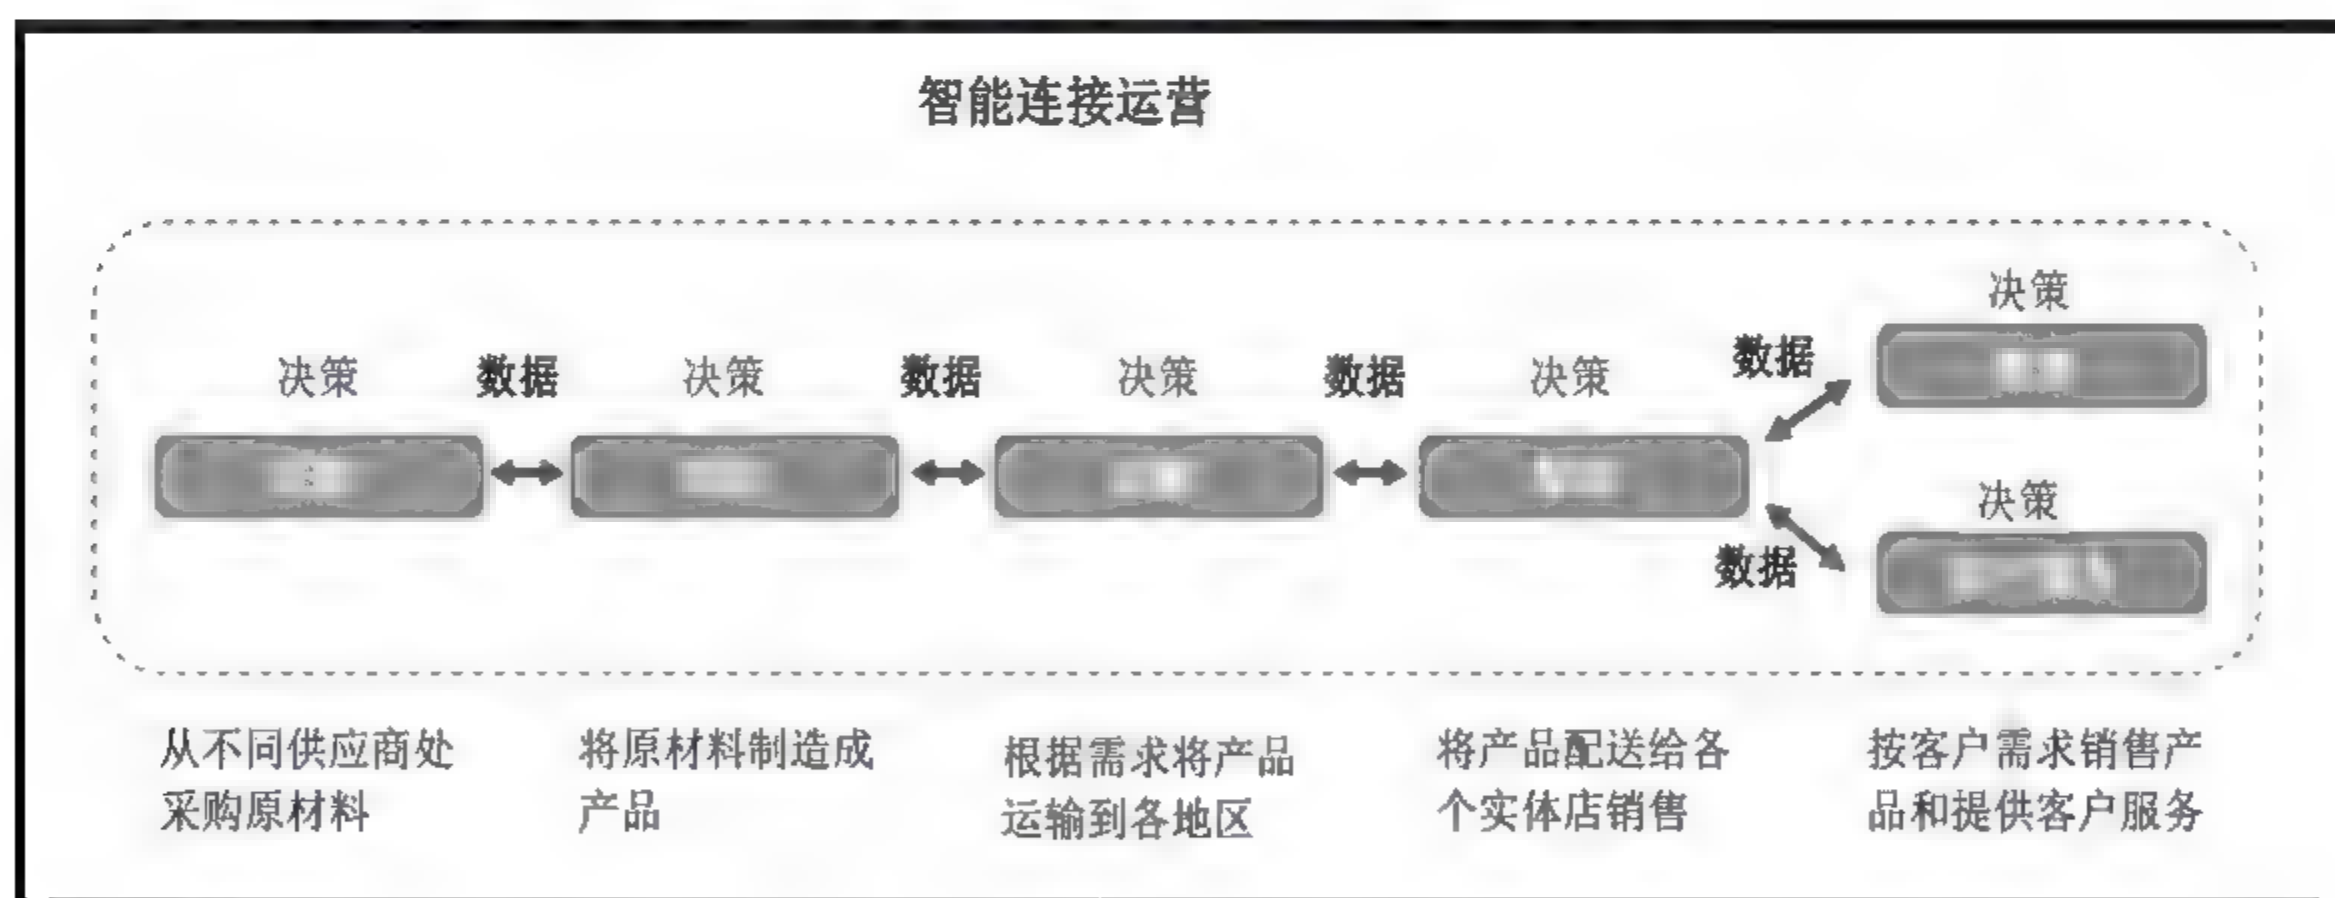 智能连接运营
决策
决策
数据
决策
数据
决策
数据
决策
数据
决策
数据
从不同供应商处
采购原材料
将原材料制造成
产品
根据需求将产品
运输到各地区
将产品配送给各
个实体店销售
按客户需求销售产
品和提供客户服务